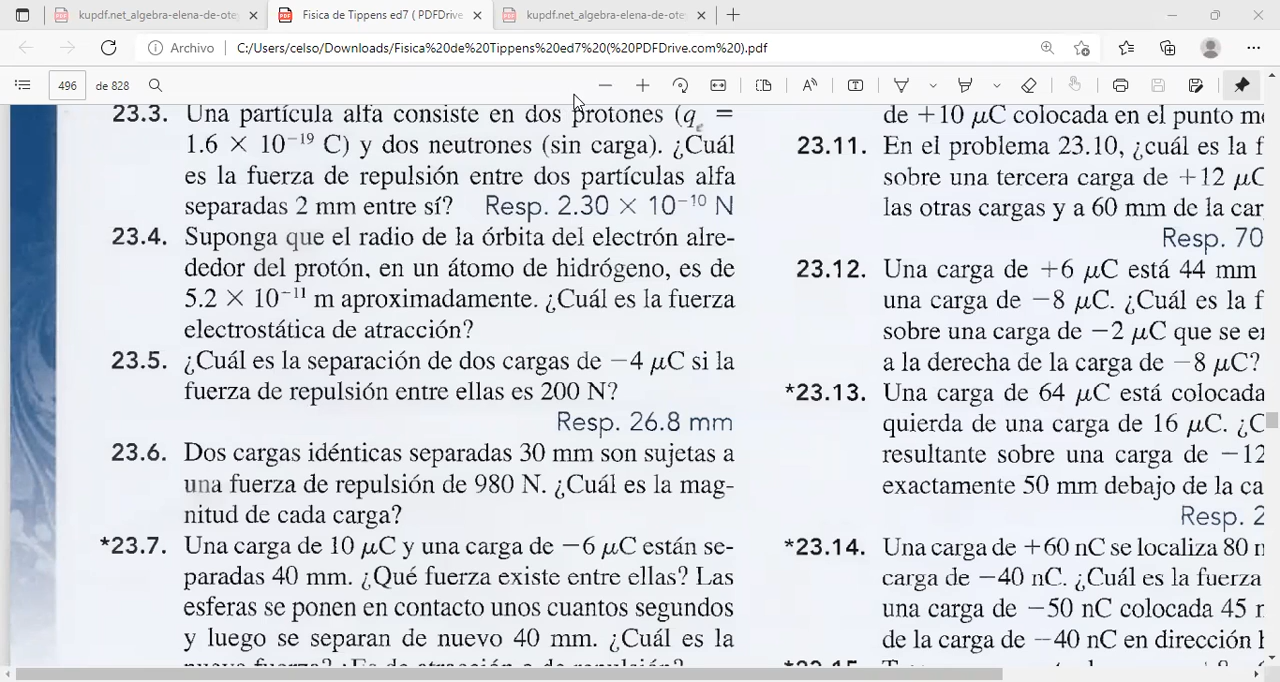 kupdf.net_algebra-elena-de-ote
Fisica de Tippens ed7 ( PDFDrive
kupdf.net_algebra-elena-de-ote
Archivo
C:/Users/celso/Downloads/Fisica%20de%20Tippens%20ed7%20(%20PDFDrive.com%20).pdf
496 de 828
23.3. Una partícula alfa consiste en dos protones (qe =
1.6 × 10⁻¹⁹ C) y dos neutrones (sin carga). ¿Cuál
es la fuerza de repulsión entre dos partículas alfa
separadas 2 mm entre sí? Resp. 2.30 × 10⁻¹⁰ N
23.4. Suponga que el radio de la órbita del electrón alre-
dedor del protón, en un átomo de hidrógeno, es de
5.2 × 10⁻¹¹ m aproximadamente. ¿Cuál es la fuerza
electrostática de atracción?
23.5. ¿Cuál es la separación de dos cargas de −4 μC si la
fuerza de repulsión entre ellas es 200 N?
Resp. 26.8 mm
23.6. Dos cargas idénticas separadas 30 mm son sujetas a
una fuerza de repulsión de 980 N. ¿Cuál es la mag-
nitud de cada carga?
*23.7. Una carga de 10 μC y una carga de −6 μC están se-
paradas 40 mm. ¿Qué fuerza existe entre ellas? Las
esferas se ponen en contacto unos cuantos segundos
y luego se separan de nuevo 40 mm. ¿Cuál es la
de +10 μC colocada en el punto
23.11. En el problema 23.10, ¿cuál es la
sobre una tercera carga de +12 μC
las otras cargas y a 60 mm de la
Resp. 70
23.12. Una carga de +6 μC está 44 mm
una carga de −8 μC. ¿Cuál es la
sobre una carga de −2 μC que se
a la derecha de la carga de −8 μC?
*23.13. Una carga de 64 μC está colocada
quierda de una carga de 16 μC.
resultante sobre una carga de −12
exactamente 50 mm debajo de la
Resp. 2
*23.14. Una carga de +60 nC se localiza 80
carga de −40 nC. ¿Cuál es la fuerza
una carga de −50 nC colocada 45
de la carga de −40 nC en dirección